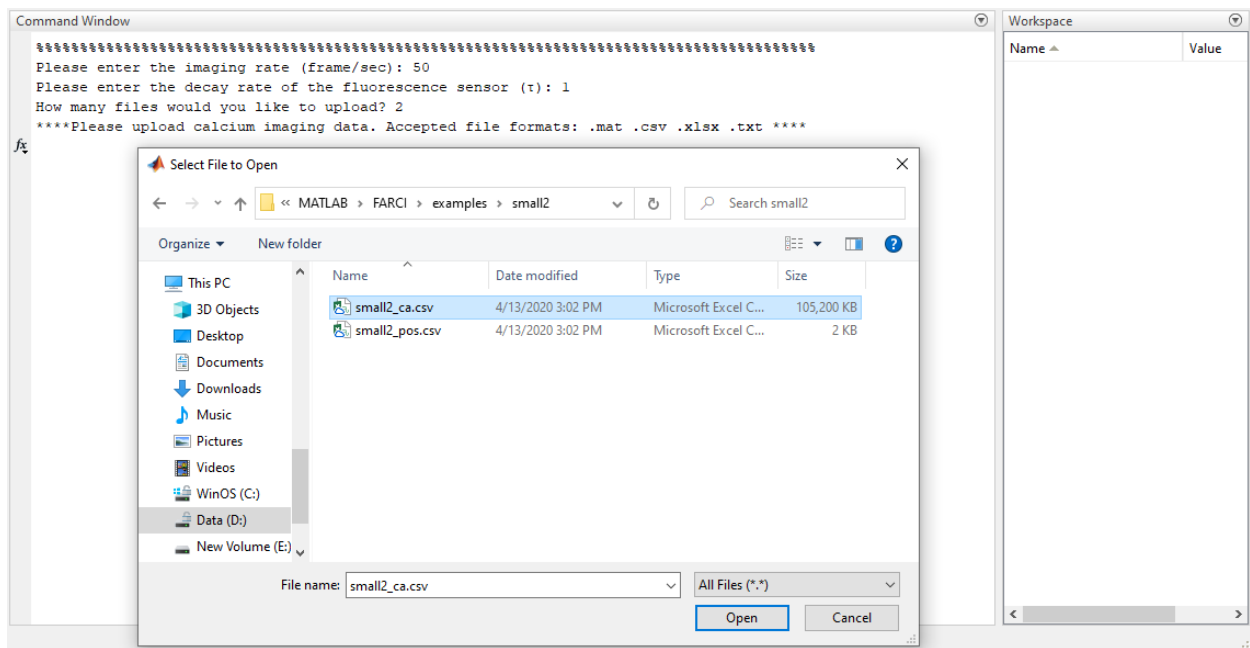 Command Window
%%%%%%%%%%%%%%%%%%%%%%%%%%%%%%%%%%%%%%%%%%%%%%%%%%%%%%%%%%%%%%%%%%%%%%%%%%%%%%%%%%%%%%%%%%
Please enter the imaging rate (frame/sec): 50
Please enter the decay rate of the fluorescence sensor (τ): 1
How many files would you like to upload? 2
****Please upload calcium imaging data. Accepted file formats: .mat .csv .xlsx .txt ****
fx
Select File to Open
« MATLAB > FARCI > examples > small2
Search small2
Organize
New folder
Name Date modified Type Size
small2_ca.csv 4/13/2020 3:02 PM Microsoft Excel C... 105,200 KB
small2_pos.csv 4/13/2020 3:02 PM Microsoft Excel C... 2 KB
This PC
3D Objects
Desktop
Documents
Downloads
Music
Pictures
Videos
WinOS (C:)
Data (D:)
New Volume (E:)
File name: small2_ca.csv
All Files (*.*)
Open
Cancel
Workspace
Name Value